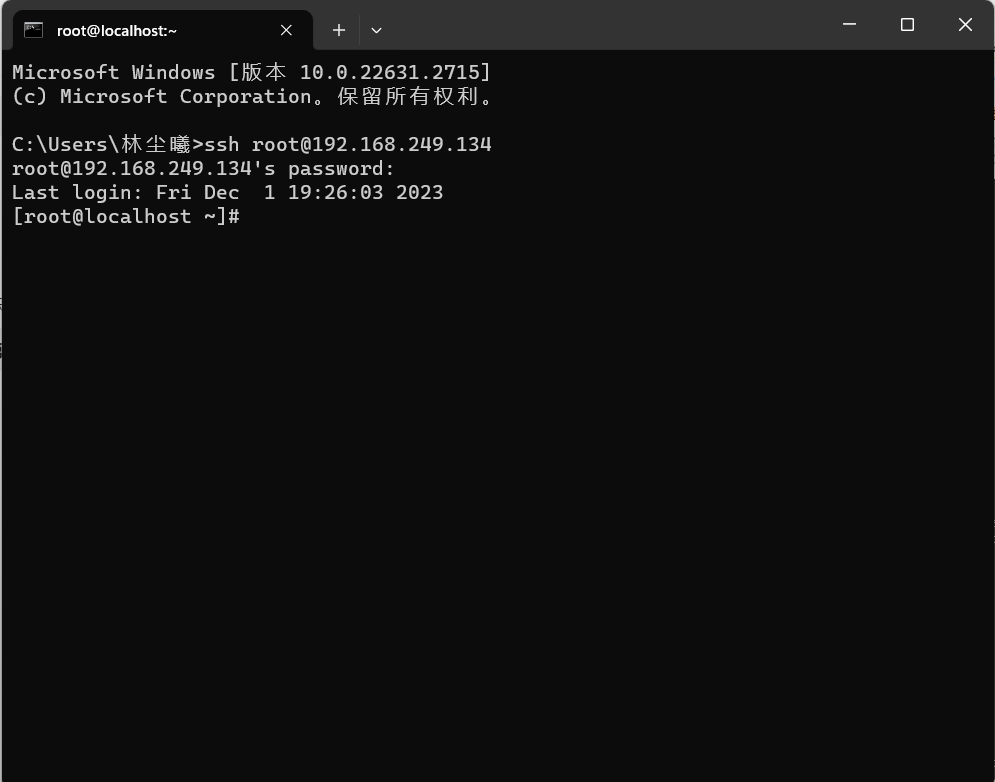 root@localhost:~
Microsoft Windows [版本 10.0.22631.2715]
(c) Microsoft Corporation。保留所有权利。
C:\Users\林尘曦>ssh root@192.168.249.134
root@192.168.249.134's password:
Last login: Fri Dec  1 19:26:03 2023
[root@localhost ~]#